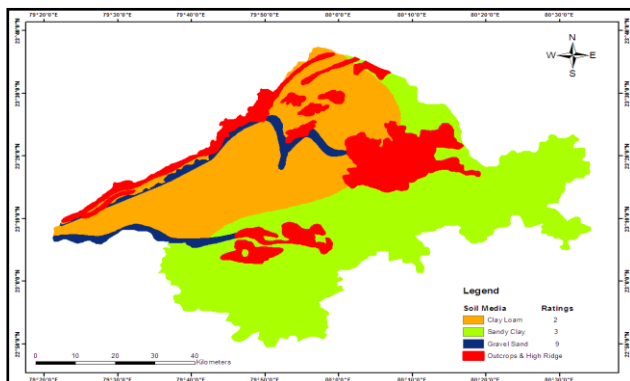 79°20'0"E 79°30'0"E 79°40'0"E 79°50'0"E 80°0'0"E 80°10'0"E 80°20'0"E 80°30'0"E
N
W E
S
Legend
Soil Media Ratings
Clay Loam 2
Sandy Clay 3
Gravel Sand 9
Outcrops & High Ridge
0 10 20 30 40
Kilometers
79°20'0"E 79°30'0"E 79°40'0"E 79°50'0"E 80°0'0"E 80°10'0"E 80°20'0"E 80°30'0"E